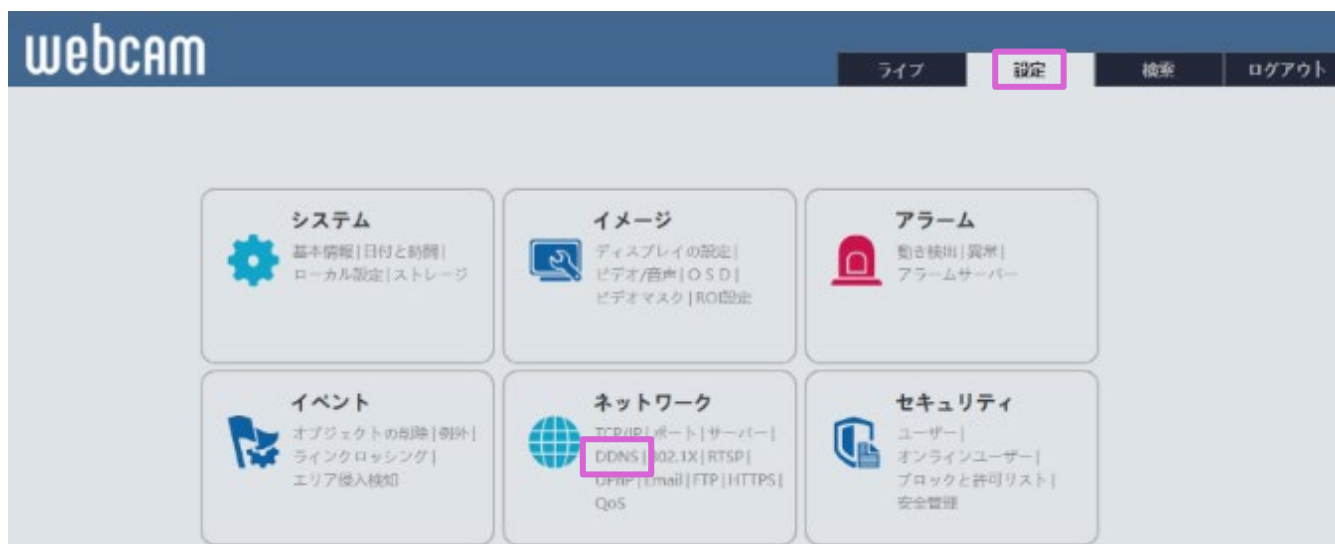 webcam
ライブ
設定
検索
ログアウト
システム
基本情報|日付と時間|
ローカル設定|ストレージ
イメージ
ディスプレイの設定|
ビデオ/音声|OSD|
ビデオマスク|ROI設定
アラーム
動き検出|異常|
アラームサーバー
イベント
オブジェクトの削除|例外|
ラインクロッシング|
エリア侵入検知
ネットワーク
TCP/IP|ポート|サーバー|
DDNS|802.1X|RTSP|
UPnP|Email|FTP|HTTPS|
QoS
セキュリティ
ユーザー|
オンラインユーザー|
ブロックと許可リスト|
安全管理